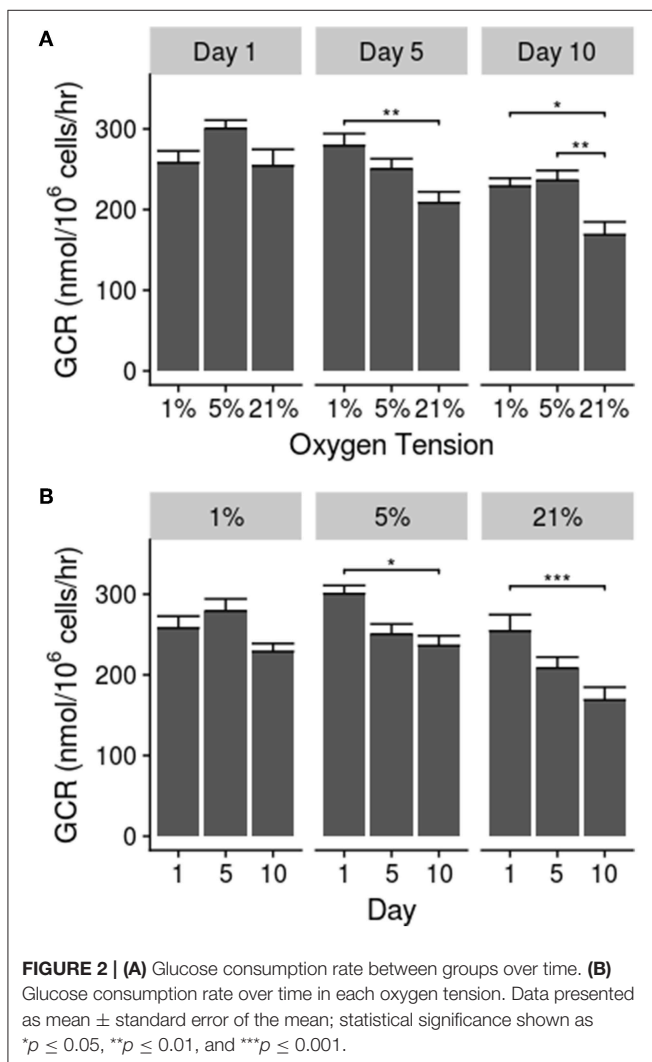 A
Day 1 Day 5 Day 10
GCR (nmol/10⁶ cells/hr)
300
200
100
0
**
*
**
1% 5% 21% 1% 5% 21% 1% 5% 21%
Oxygen Tension
B
1% 5% 21%
GCR (nmol/10⁶ cells/hr)
300
200
100
0
*
***
1 5 10 1 5 10 1 5 10
Day
FIGURE 2 | (A) Glucose consumption rate between groups over time. (B)
Glucose consumption rate over time in each oxygen tension. Data presented
as mean ± standard error of the mean; statistical significance shown as
*p ≤ 0.05, **p ≤ 0.01, and ***p ≤ 0.001.